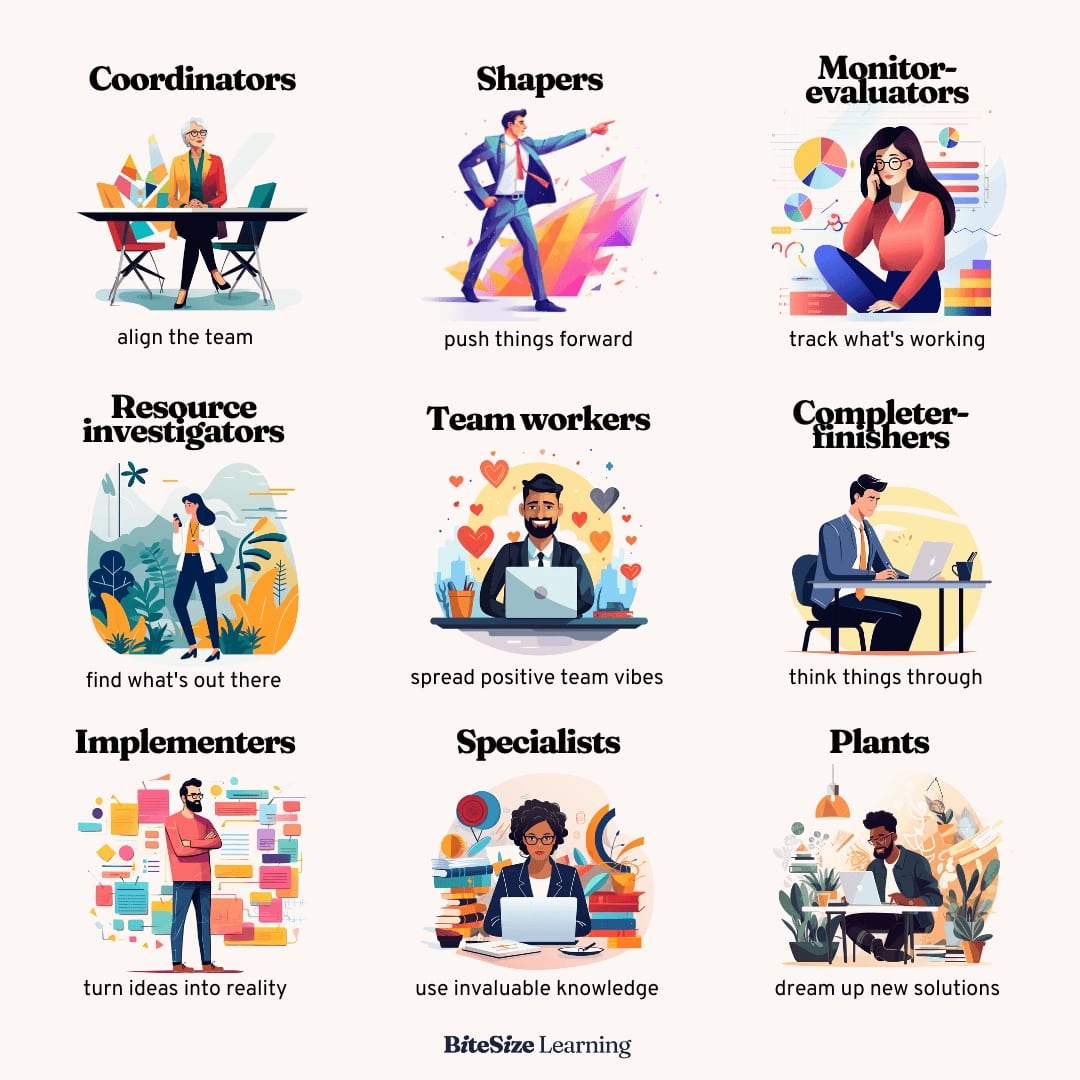 Coordinators
align the team
Shapers
push things forward
Monitor-
evaluators
track what's working
Resource
investigators
find what's out there
Team workers
spread positive team vibes
Completer-
finishers
think things through
Implementers
turn ideas into reality
Specialists
use invaluable knowledge
Plants
dream up new solutions
BiteSize Learning